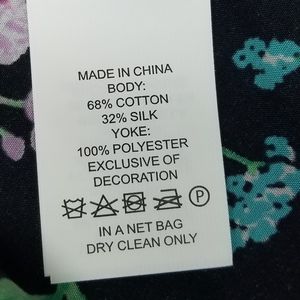 MADE IN CHINA
BODY:
68% COTTON
32% SILK
YOKE:
100% POLYESTER
EXCLUSIVE OF
DECORATION
P
IN A NET BAG
DRY CLEAN ONLY